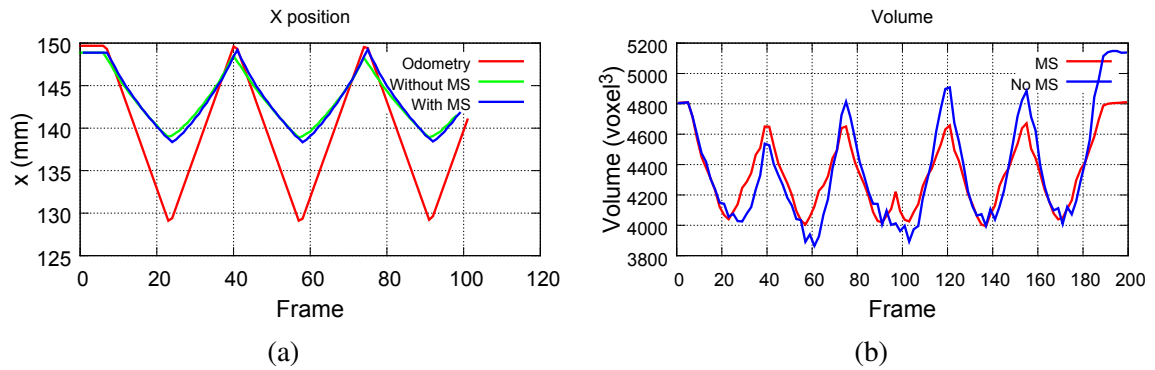 X position
150
145
140
135
130
125
x (mm)
0 20 40 60 80 100 120
Frame
Odometry
Without MS
With MS
(a)
Volume
5200
5000
4800
4600
4400
4200
4000
3800
Volume (voxel³)
0 20 40 60 80 100 120 140 160 180 200
Frame
MS
No MS
(b)